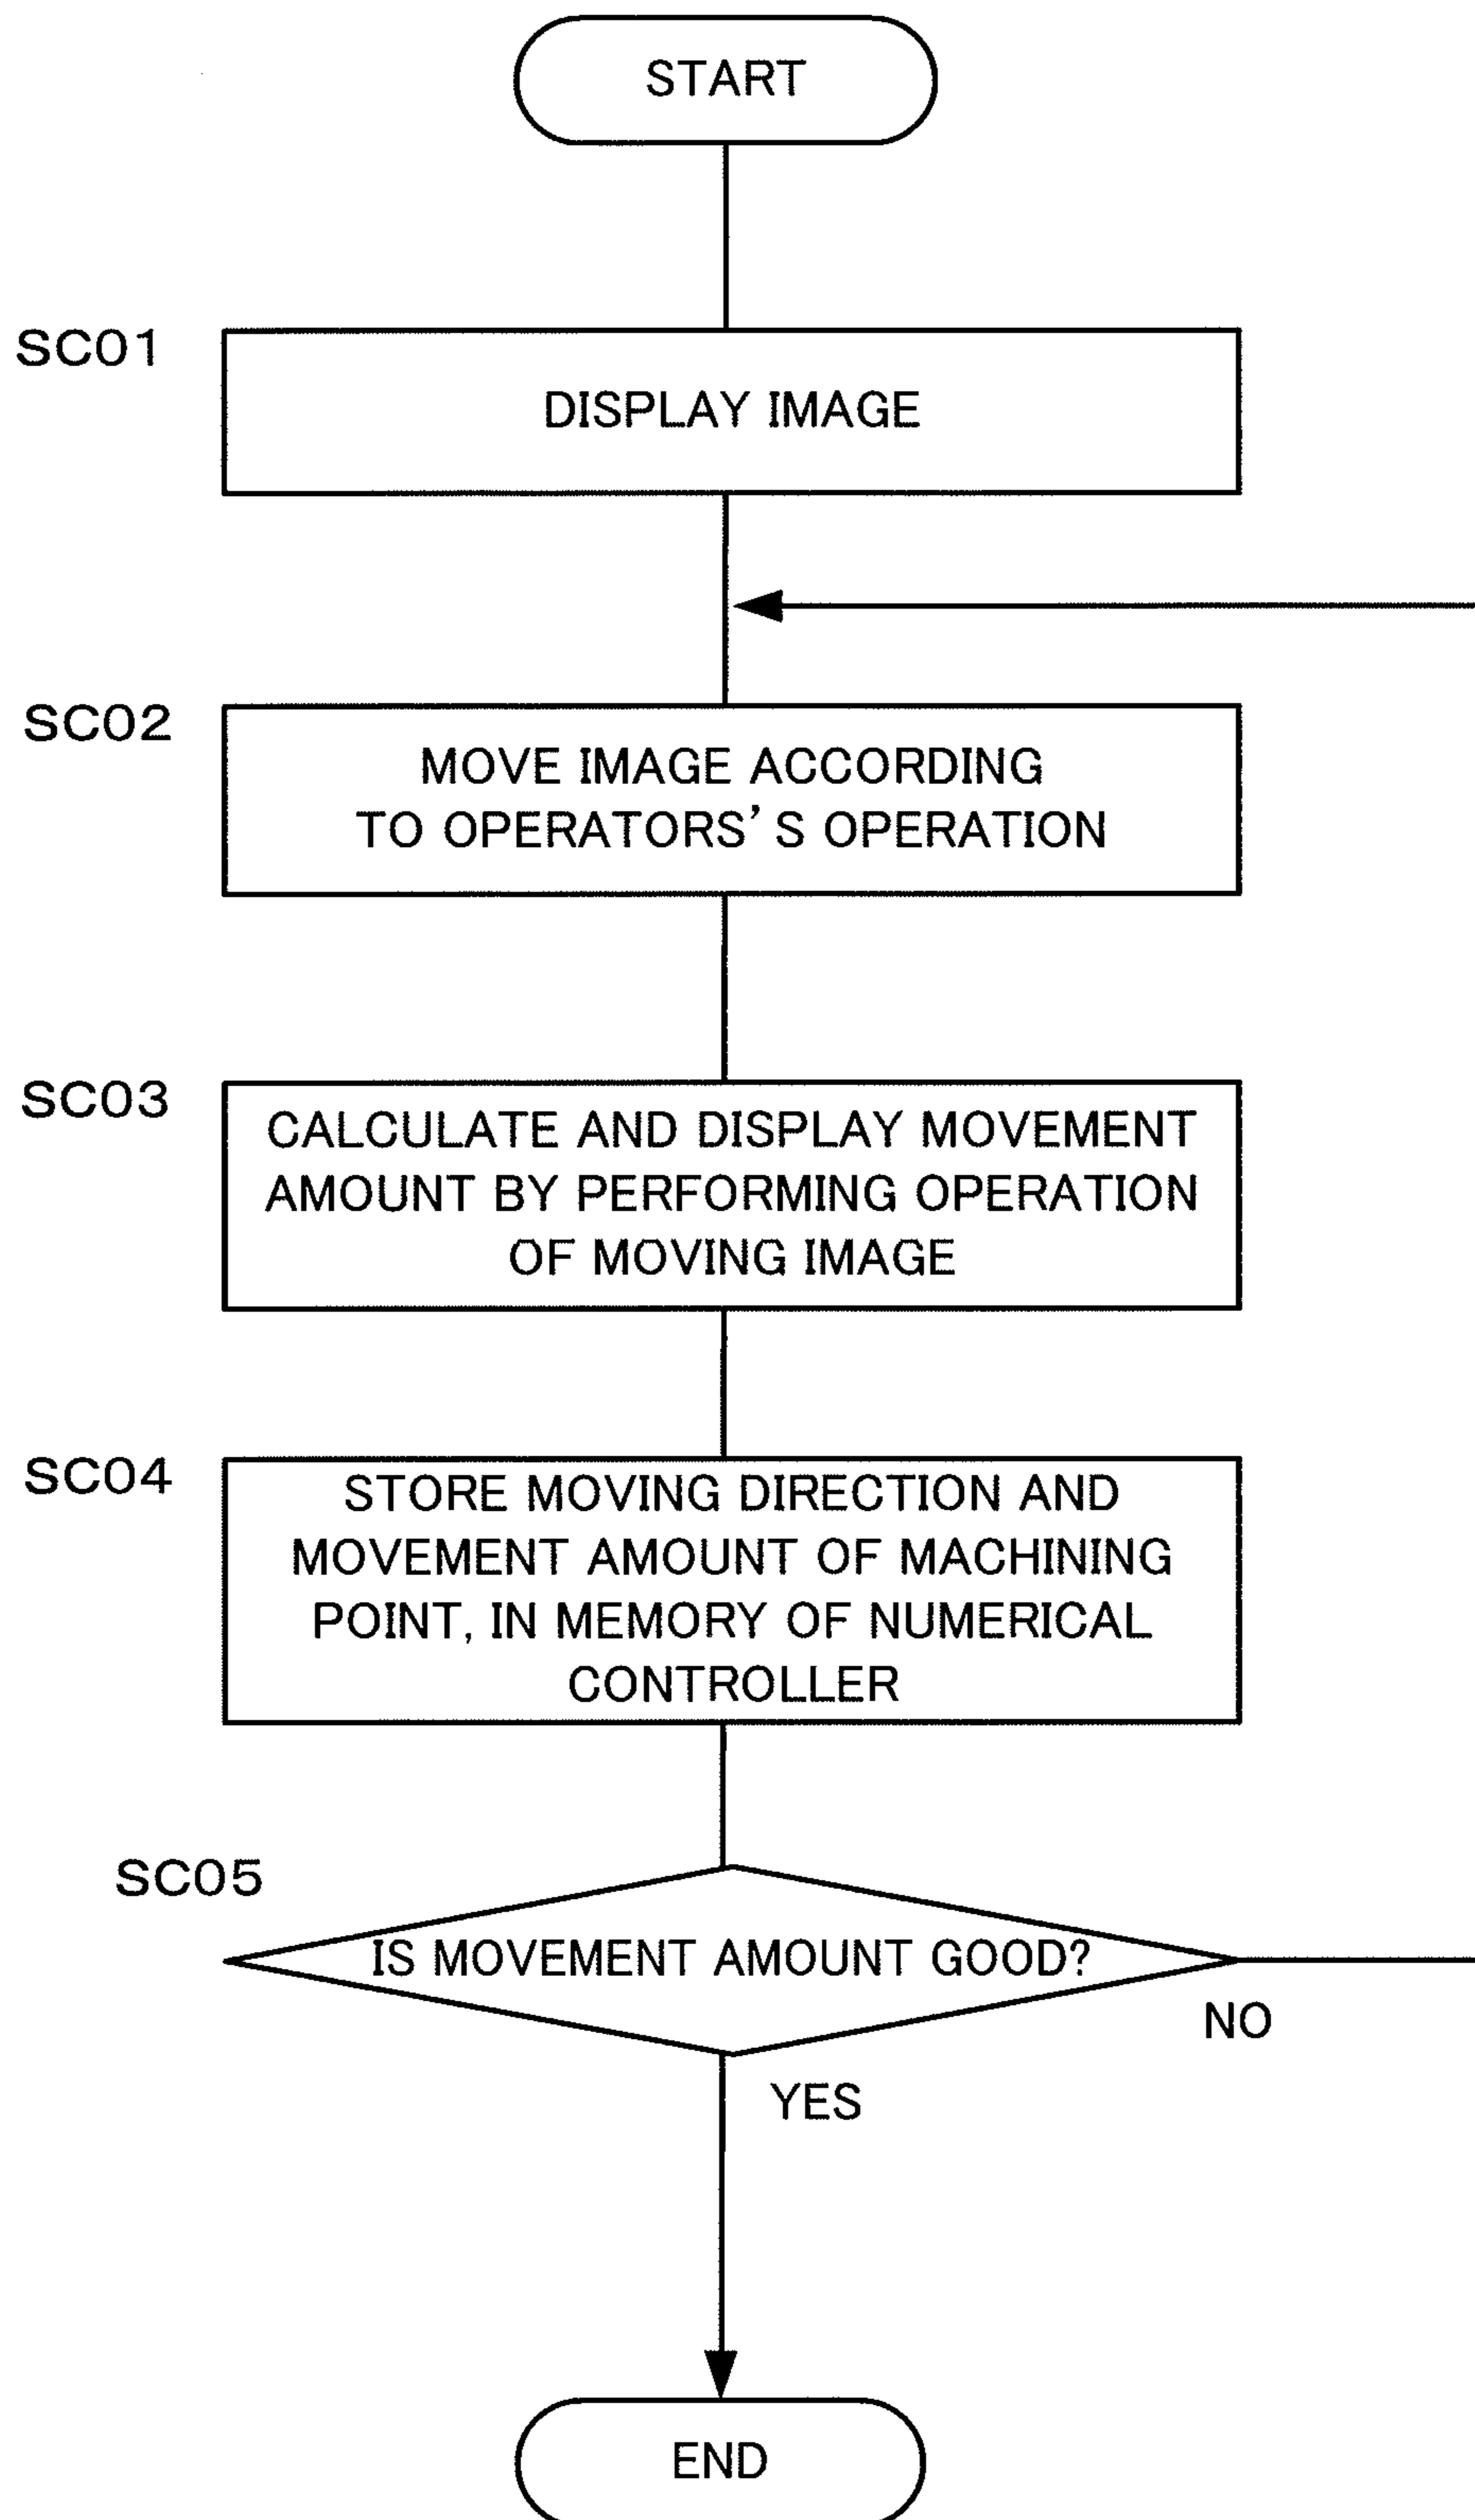 START
SC01
DISPLAY IMAGE
SC02
MOVE IMAGE ACCORDING
TO OPERATORS'S OPERATION
SC03
CALCULATE AND DISPLAY MOVEMENT
AMOUNT BY PERFORMING OPERATION
OF MOVING IMAGE
SC04
STORE MOVING DIRECTION AND
MOVEMENT AMOUNT OF MACHINING
POINT, IN MEMORY OF NUMERICAL
CONTROLLER
SC05
IS MOVEMENT AMOUNT GOOD?
NO
YES
END